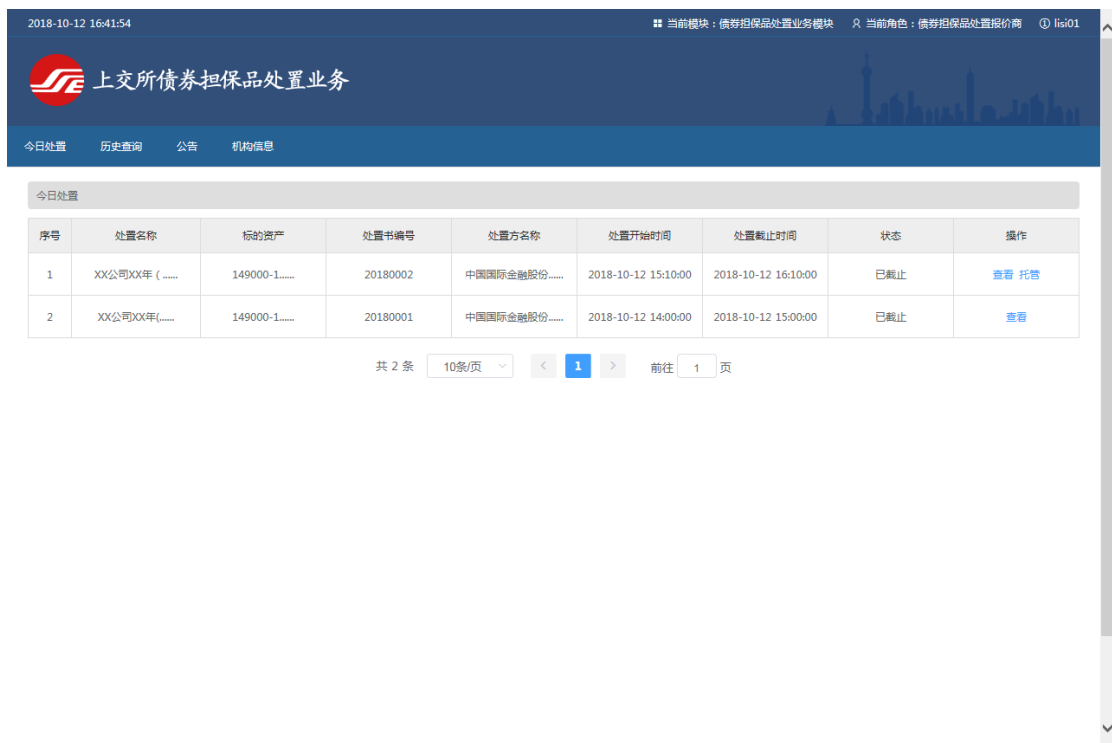 2018-10-12 16:41:54 当前模块：债券担保品处置业务模块 当前角色：债券担保品处置报价商 lisi01
上交所债券担保品处置业务
今日处置 历史查询 公告 机构信息
今日处置
序号 处置名称 标的资产 处置书编号 处置方名称 处置开始时间 处置截止时间 状态 操作
1 XX公司XX年（...... 149000-1...... 20180002 中国国际金融股份...... 2018-10-12 15:10:00 2018-10-12 16:10:00 已截止 查看 托管
2 XX公司XX年(...... 149000-1...... 20180001 中国国际金融股份...... 2018-10-12 14:00:00 2018-10-12 15:00:00 已截止 查看
共 2 条 10条/页 < 1 > 前往 1 页